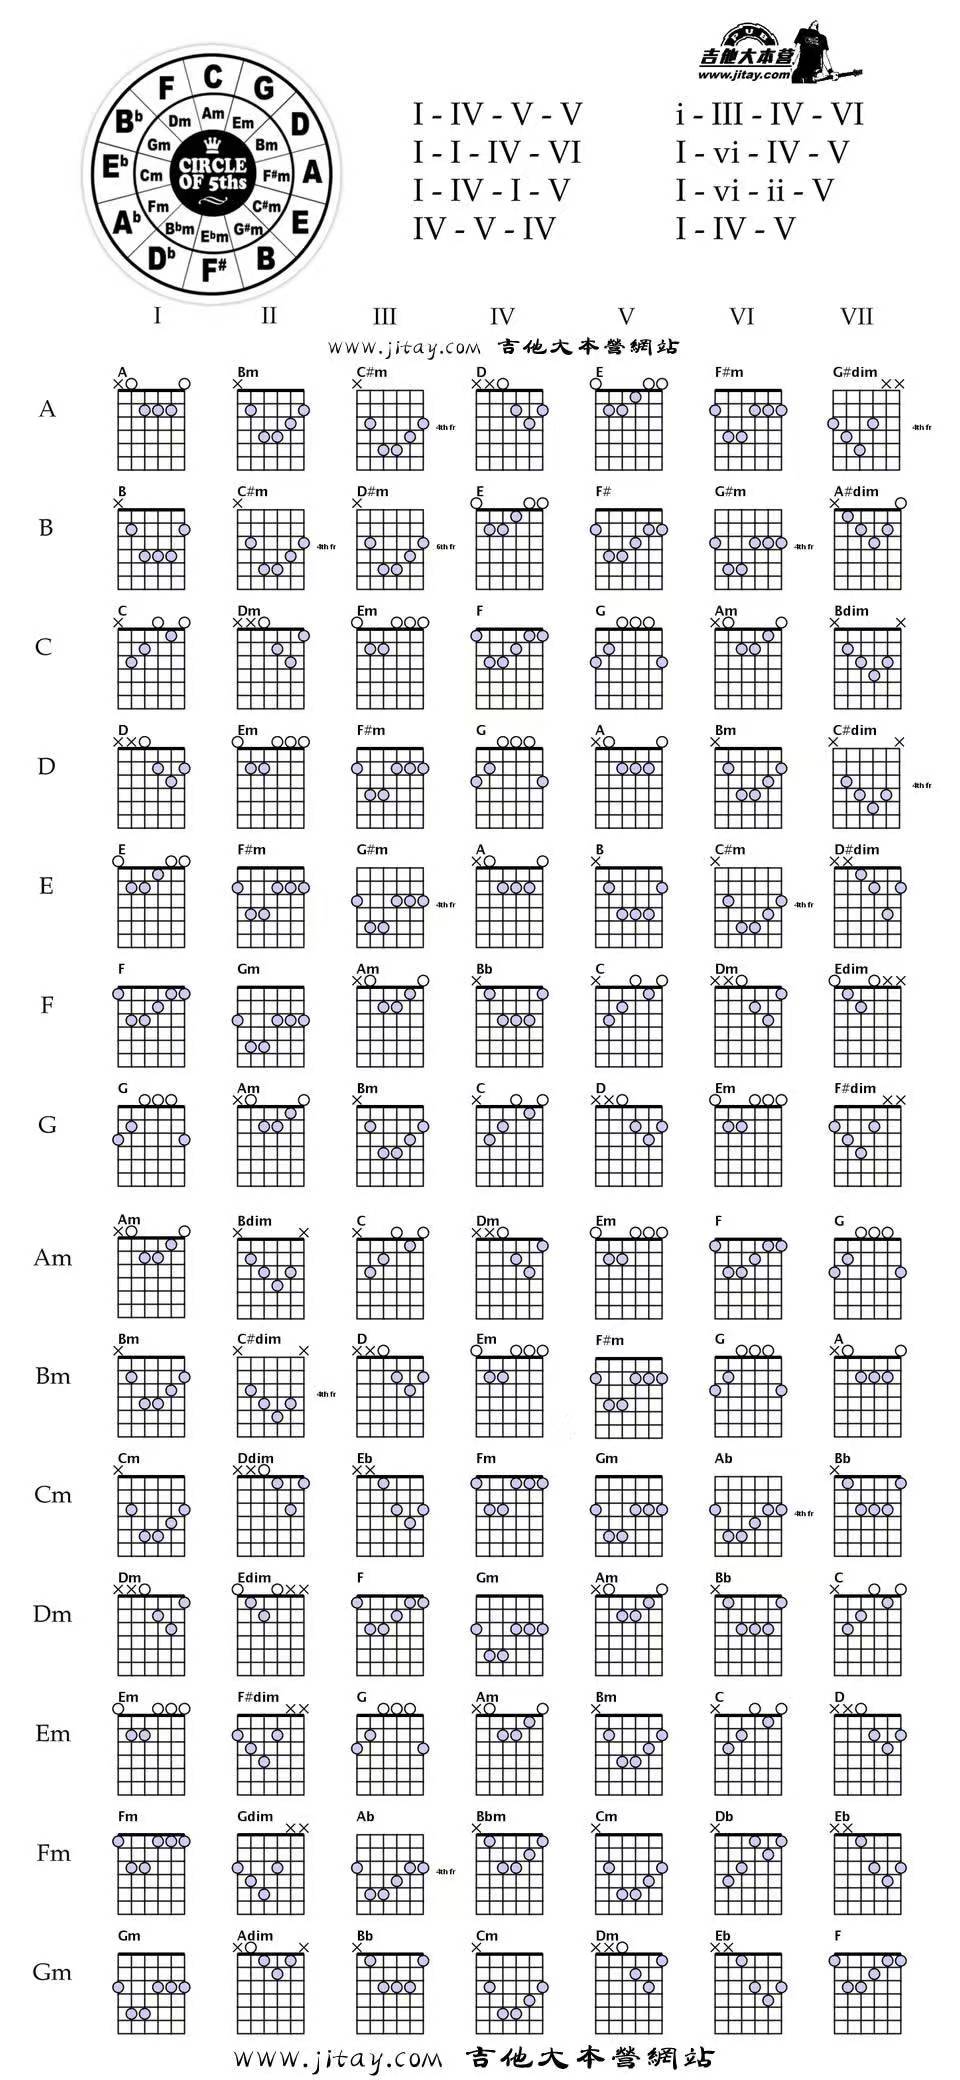 PUB
吉他大本营
www.jitay.com
C
F G
Bb D
Eb A
Ab E
Db B
F#
Am
Dm Em
Gm Bm
Cm F#m
Fm C#m
Bbm G#m
Ebm
CIRCLE
OF 5ths
I - IV - V - V
I - I - IV - VI
I - IV - I - V
IV - V - IV
i - III - IV - VI
I - vi - IV - V
I - vi - ii - V
I - IV - V
I II III IV V VI VII
www.jitay.com 吉他大本營網站
A Bm C#m D E F#m G#dim
A 4th fr 4th fr
B C#m D#m E F# G#m A#dim
B 4th fr 6th fr 4th fr
C Dm Em F G Am Bdim
C
D Em F#m G A Bm C#dim
D 4th fr
E F#m G#m A B C#m D#dim
E 4th fr 4th fr
F Gm Am Bb C Dm Edim
F
G Am Bm C D Em F#dim
G
Am Bdim C Dm Em F G
Am
Bm C#dim D Em F#m G A
Bm 4th fr
Cm Ddim Eb Fm Gm Ab Bb
Cm 4th fr
Dm Edim F Gm Am Bb C
Dm
Em F#dim G Am Bm C D
Em
Fm Gdim Ab Bbm Cm Db Eb
Fm 4th fr
Gm Adim Bb Cm Dm Eb F
Gm
www.jitay.com 吉他大本營網站